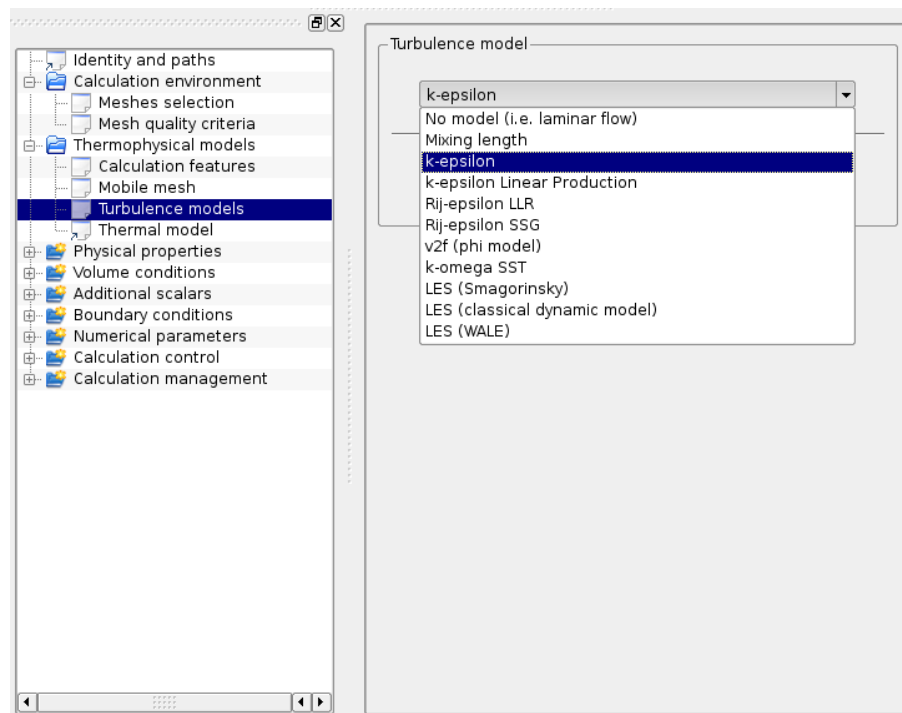 Identity and paths
Calculation environment
Meshes selection
Mesh quality criteria
Thermophysical models
Calculation features
Mobile mesh
Turbulence models
Thermal model
Physical properties
Volume conditions
Additional scalars
Boundary conditions
Numerical parameters
Calculation control
Calculation management
Turbulence model
k-epsilon
No model (i.e. laminar flow)
Mixing length
k-epsilon
k-epsilon Linear Production
Rij-epsilon LLR
Rij-epsilon SSG
v2f (phi model)
k-omega SST
LES (Smagorinsky)
LES (classical dynamic model)
LES (WALE)